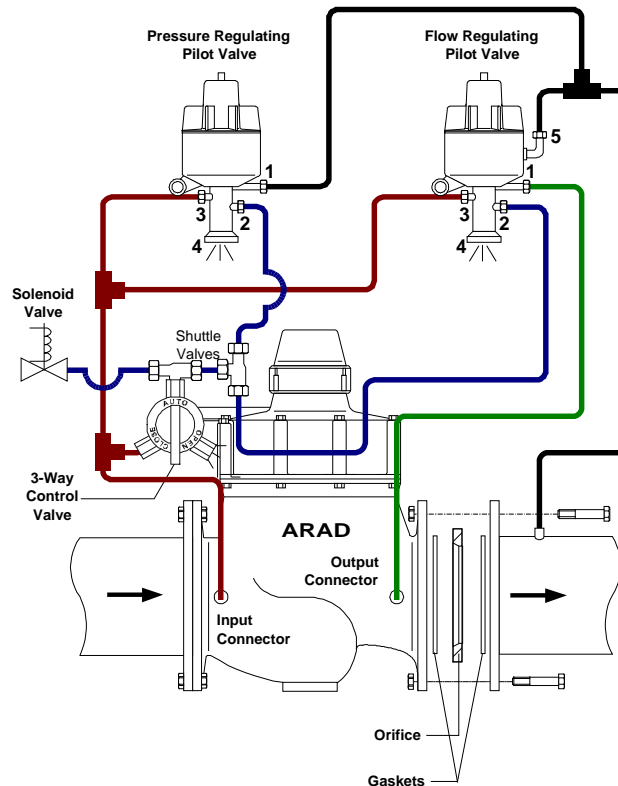 Pressure Regulating
Pilot Valve
Flow Regulating
Pilot Valve
5
1
1
3
2
3
2
4
4
Solenoid
Valve
Shuttle
Valves
AUTO
CLOSE
OPEN
3-Way
Control
Valve
ARAD
Output
Connector
Input
Connector
Orifice
Gaskets